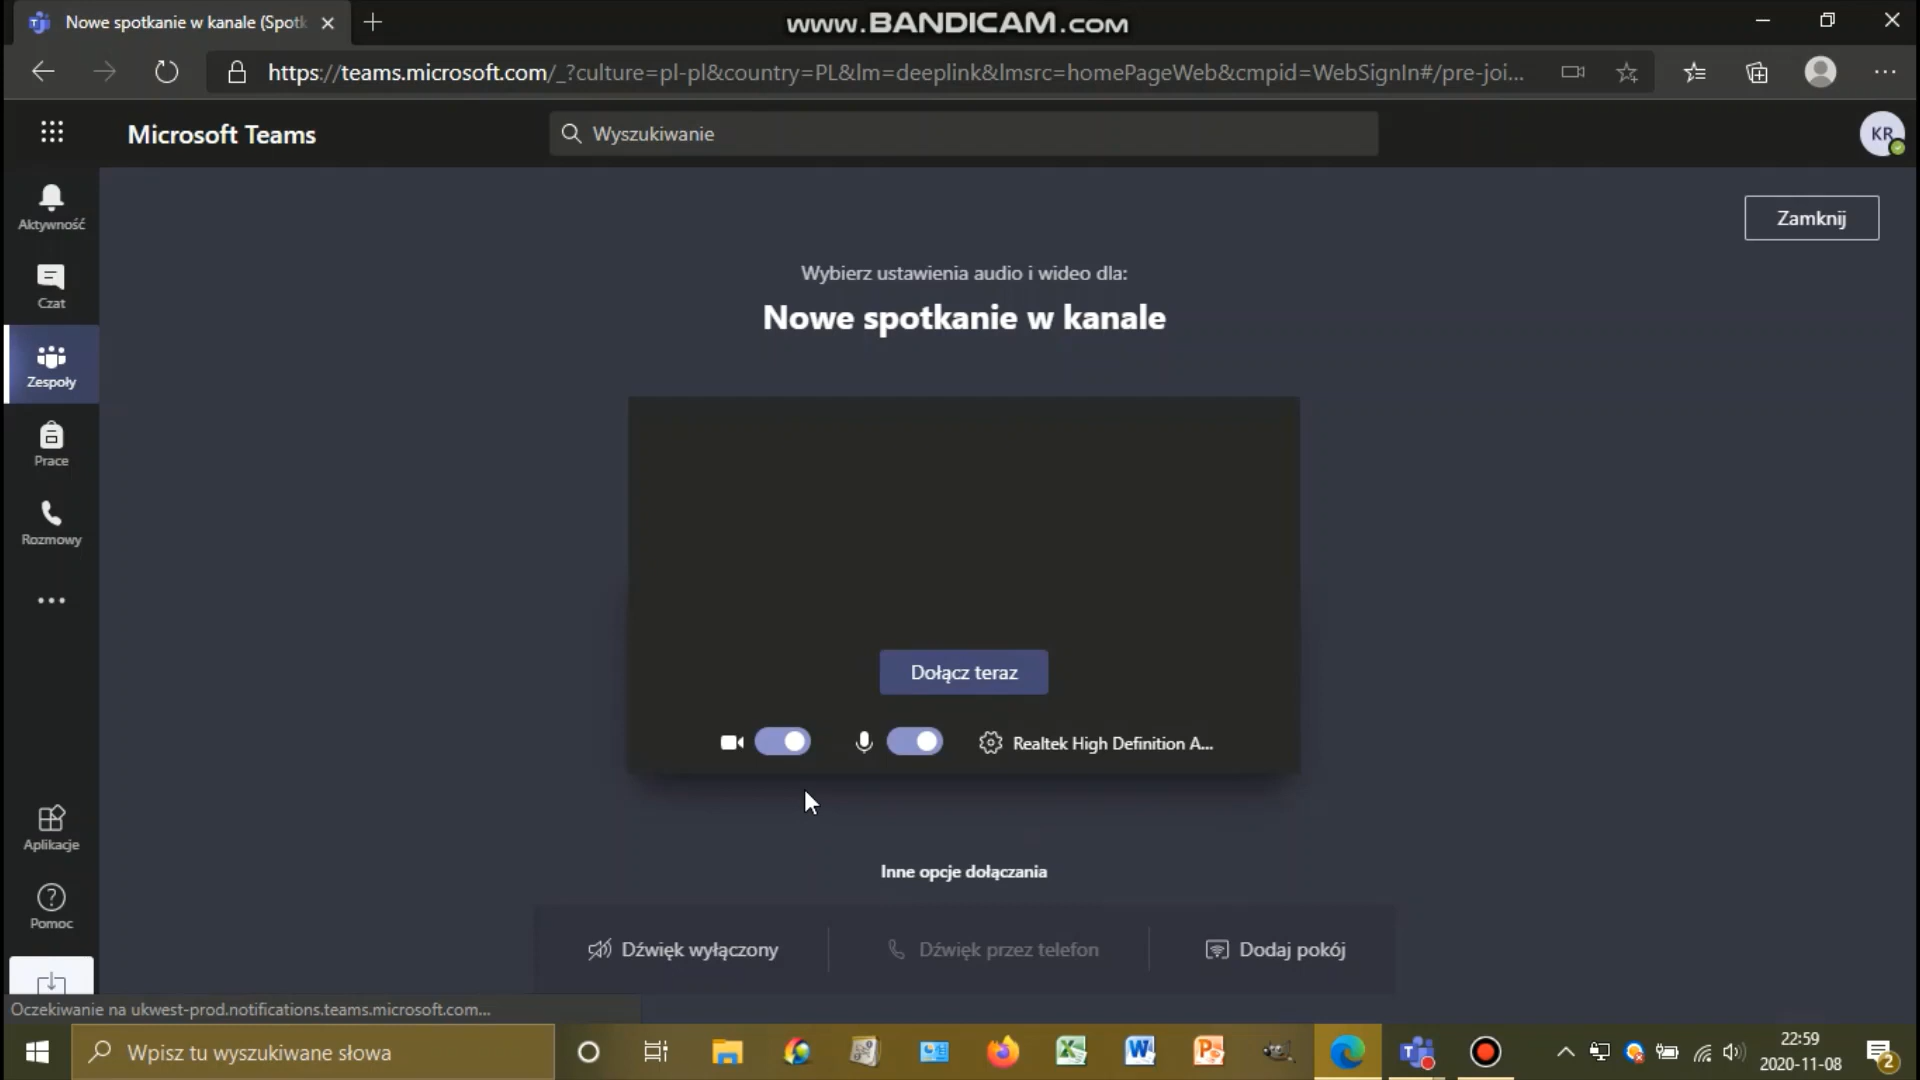 Nowe spotkanie w kanale (Spotk
www.BANDICAM.com
https://teams.microsoft.com/_?culture=pl-pl&country=PL&lm=deeplink&lmsrc=homePageWeb&cmpid=WebSignIn#/pre-joi...
Microsoft Teams
Wyszukiwanie
KR
Aktywność
Czat
Zespoły
Prace
Rozmowy
Aplikacje
Pomoc
Zamknij
Wybierz ustawienia audio i wideo dla:
Nowe spotkanie w kanale
Dołącz teraz
Realtek High Definition A...
Inne opcje dołączania
Dźwięk wyłączony
Dźwięk przez telefon
Dodaj pokój
Oczekiwanie na ukwest-prod.notifications.teams.microsoft.com...
Wpisz tu wyszukiwane słowa
22:59
2020-11-08
2